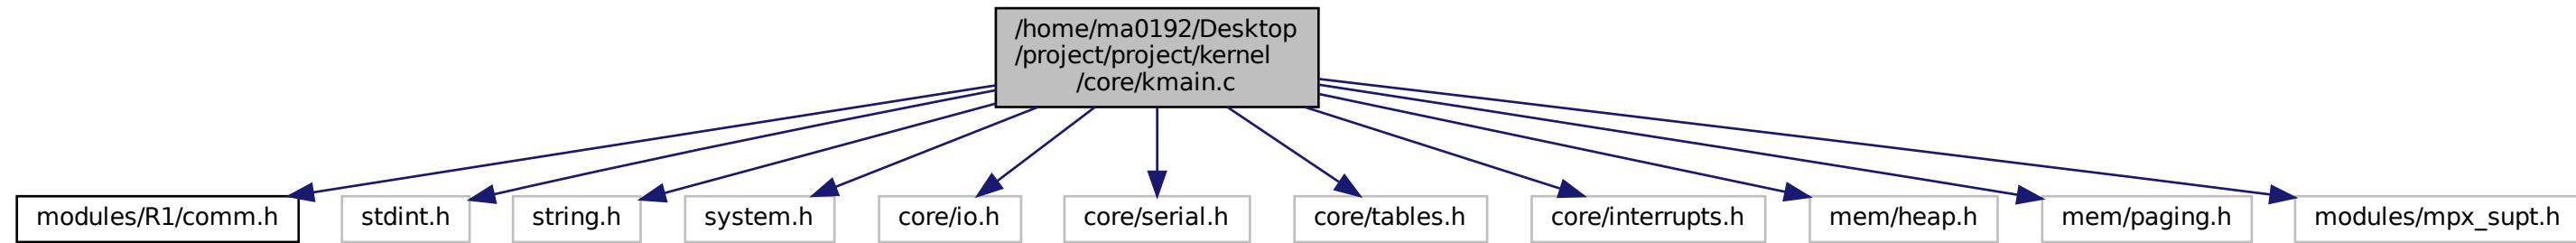 /home/ma0192/Desktop
/project/project/kernel
/core/kmain.c
modules/R1/comm.h
stdint.h
string.h
system.h
core/io.h
core/serial.h
core/tables.h
core/interrupts.h
mem/heap.h
mem/paging.h
modules/mpx_supt.h